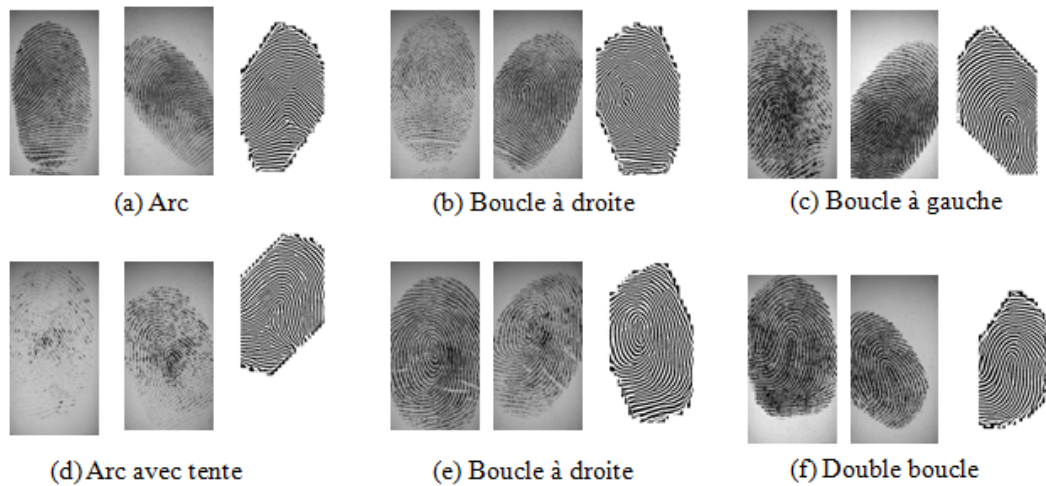 (a) Arc
(b) Boucle à droite
(c) Boucle à gauche
(d) Arc avec tente
(e) Boucle à droite
(f) Double boucle